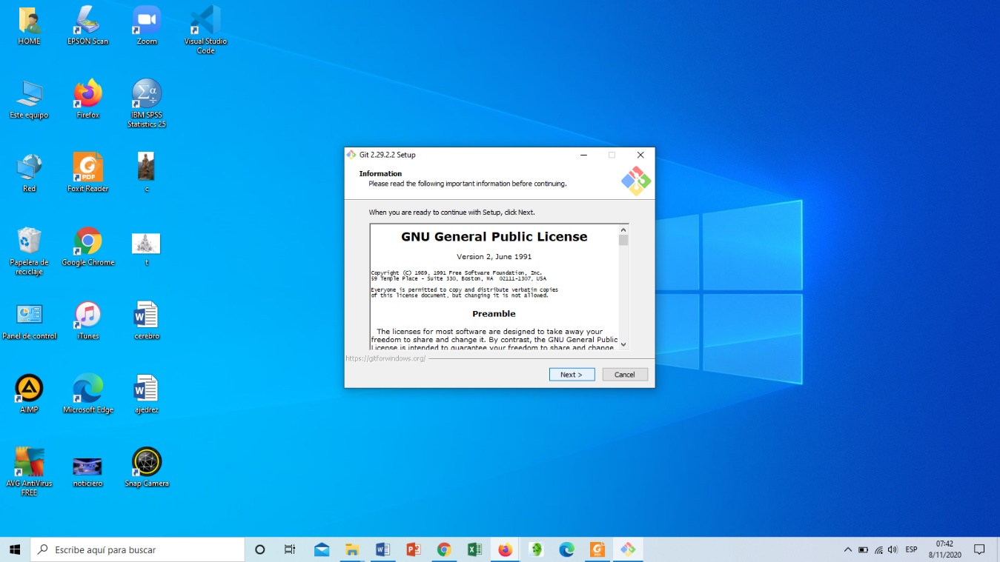 HOME
EPSON Scan
Zoom
Visual Studio
Code
Este equipo
Firefox
IBM SPSS
Statistics 25
Red
Foxit Reader
c
Papelera de
reciclaje
Google Chrome
t
Panel de control
iTunes
cerebro
AIMP
Microsoft Edge
ajedrez
AVG AntiVirus
FREE
noticiero
Snap Camera
Git 2.29.2.2 Setup
Information
Please read the following important information before continuing.
When you are ready to continue with Setup, click Next.
GNU General Public License
Version 2, June 1991
Copyright (C) 1989, 1991 Free Software Foundation, Inc.
59 Temple Place - Suite 330, Boston, MA 02111-1307, USA
Everyone is permitted to copy and distribute verbatim copies
of this license document, but changing it is not allowed.
Preamble
The licenses for most software are designed to take away your
freedom to share and change it. By contrast, the GNU General Public
License is intended to guarantee your freedom to share and change
https://gitforwindows.org/
Next >
Cancel
Escribe aquí para buscar
ESP
07:42
8/11/2020